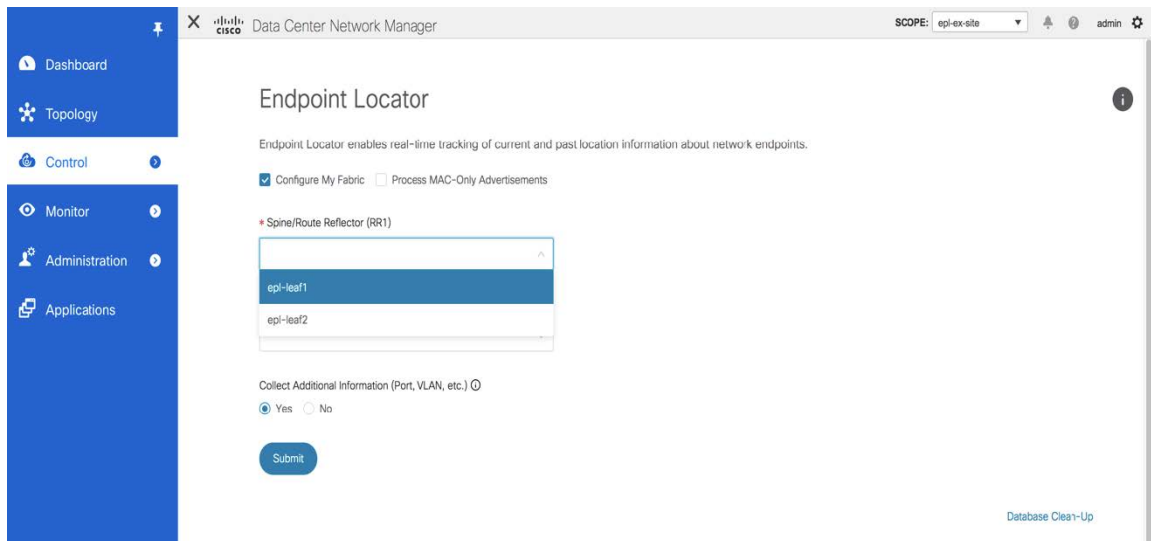 cisco Data Center Network Manager
SCOPE: epl-ex-site
admin
Dashboard
Topology
Control
Monitor
Administration
Applications
Endpoint Locator
Endpoint Locator enables real-time tracking of current and past location information about network endpoints.
Configure My Fabric Process MAC-Only Advertisements
* Spine/Route Reflector (RR1)
epl-leaf1
epl-leaf2
Collect Additional Information (Port, VLAN, etc.)
Yes No
Submit
Database Clean-Up